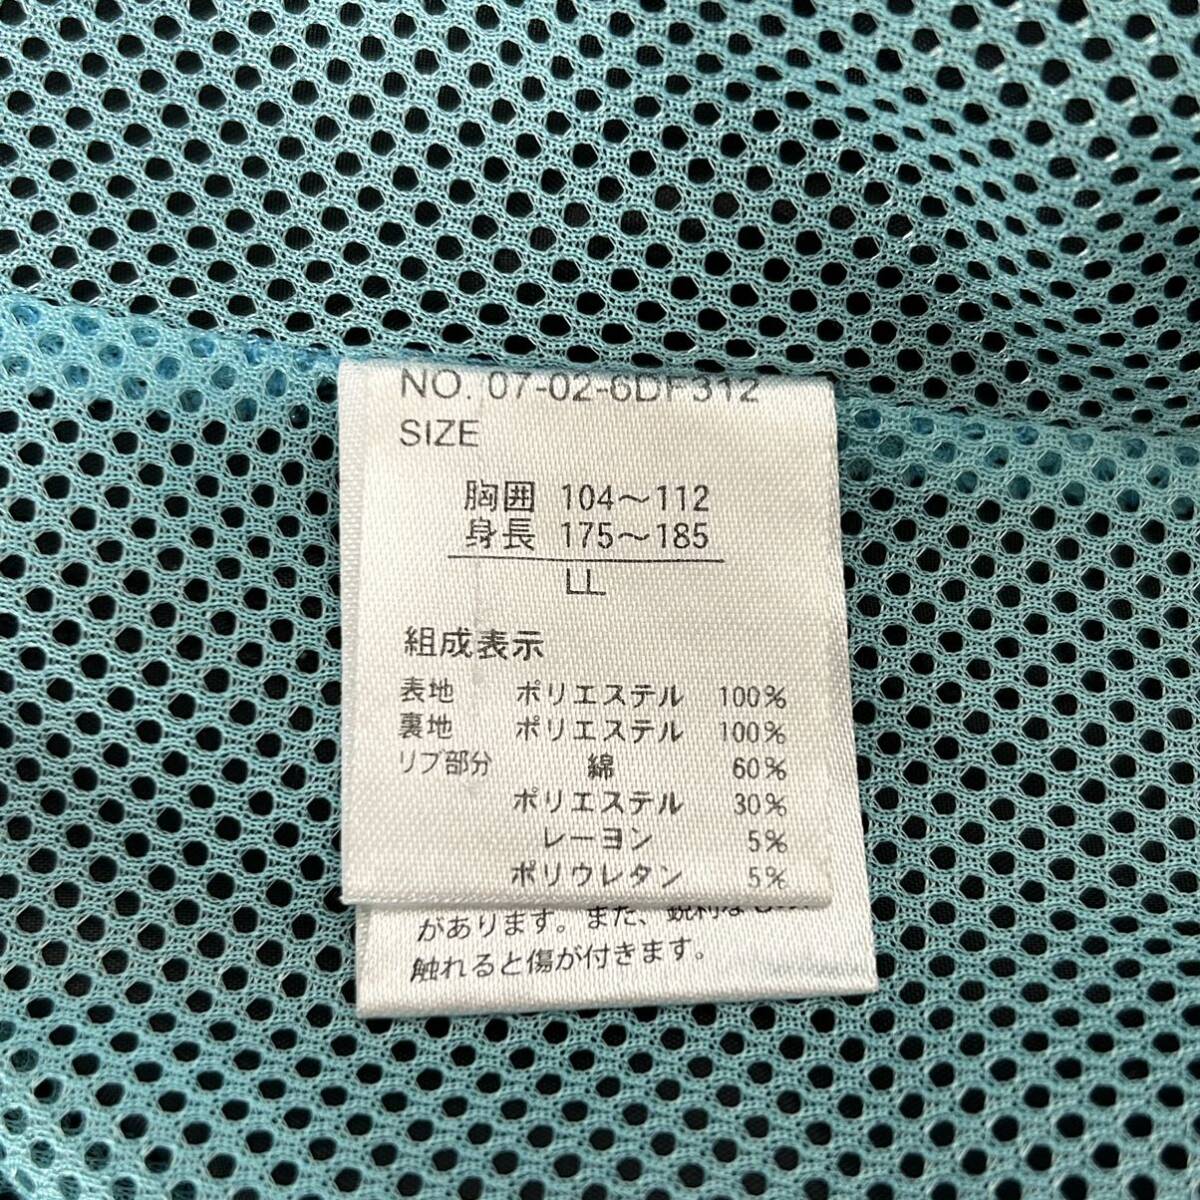 NO. 07-02-6DF312
SIZE
胸囲 104～112
身長 175～185
LL
組成表示
表地 ポリエステル 100%
裏地 ポリエステル 100%
リブ部分 綿 60%
ポリエステル 30%
レーヨン 5%
ポリウレタン 5%
があります。また、鋭利な
触れると傷が付きます。